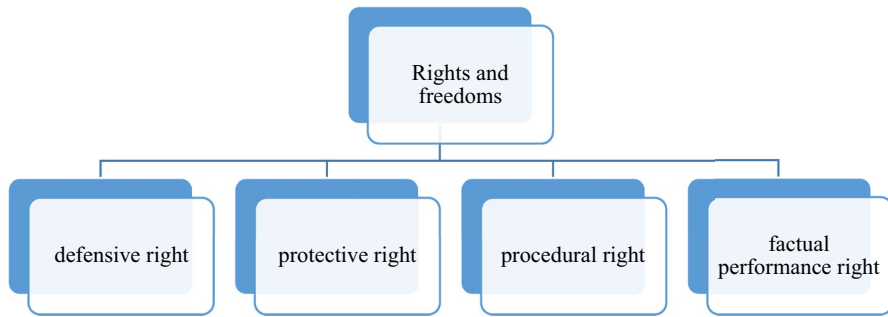 Rights and
freedoms
defensive right
protective right
procedural right
factual
performance right